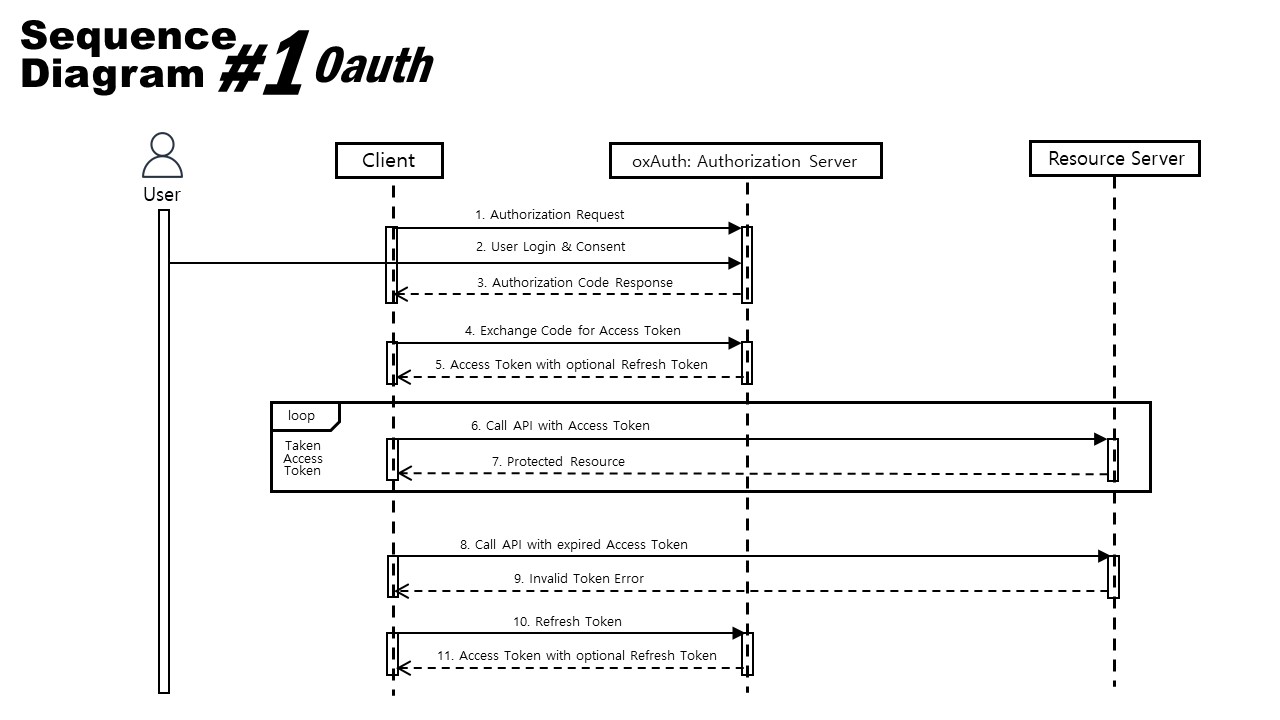 Sequence
Diagram #1 Oauth
User
Client
oxAuth: Authorization Server
Resource Server
1. Authorization Request
2. User Login & Consent
3. Authorization Code Response
4. Exchange Code for Access Token
5. Access Token with optional Refresh Token
loop
Taken
Access
Token
6. Call API with Access Token
7. Protected Resource
8. Call API with expired Access Token
9. Invalid Token Error
10. Refresh Token
11. Access Token with optional Refresh Token